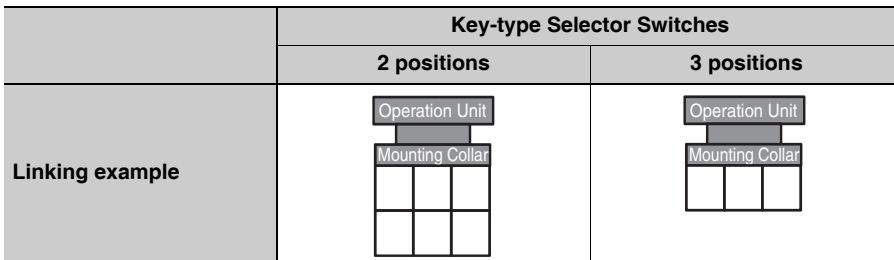 Key-type Selector Switches
2 positions
3 positions
Linking example
Operation Unit
Mounting Collar
Operation Unit
Mounting Collar